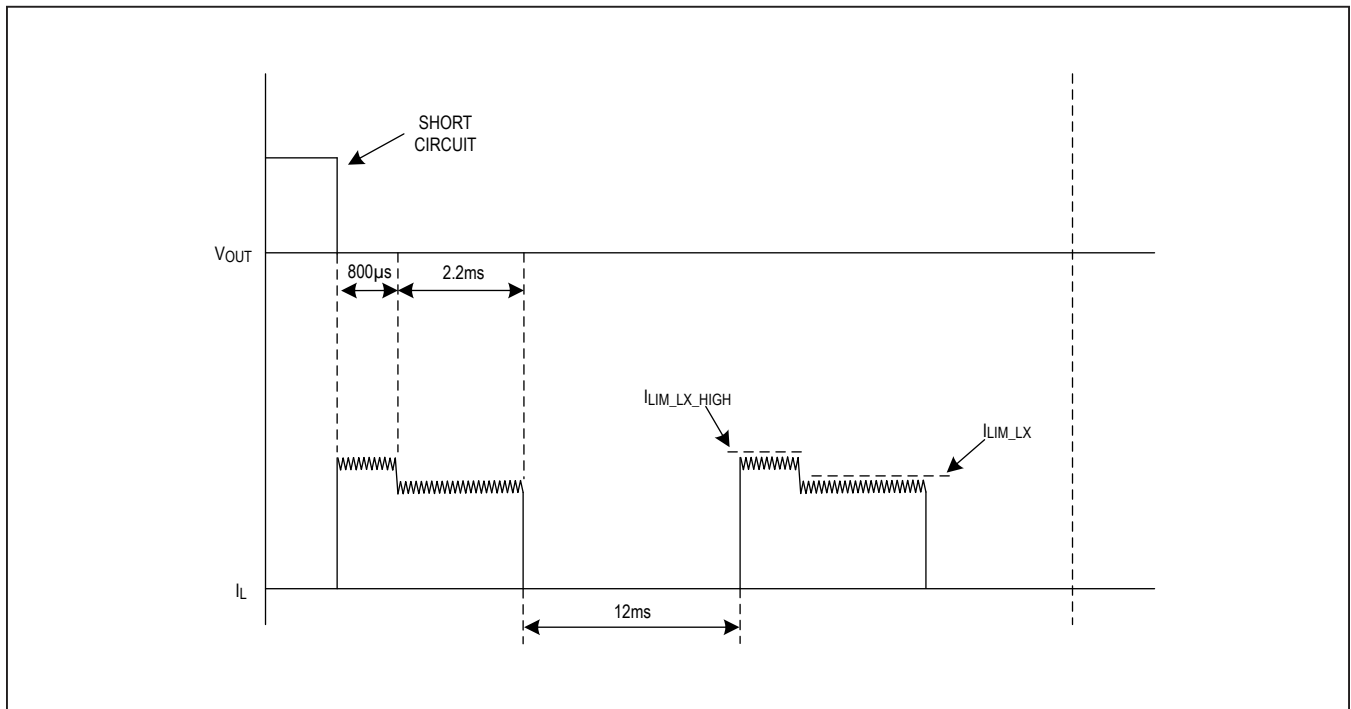 SHORT
CIRCUIT
VOUT
800µs
2.2ms
ILIM_LX_HIGH
ILIM_LX
IL
12ms